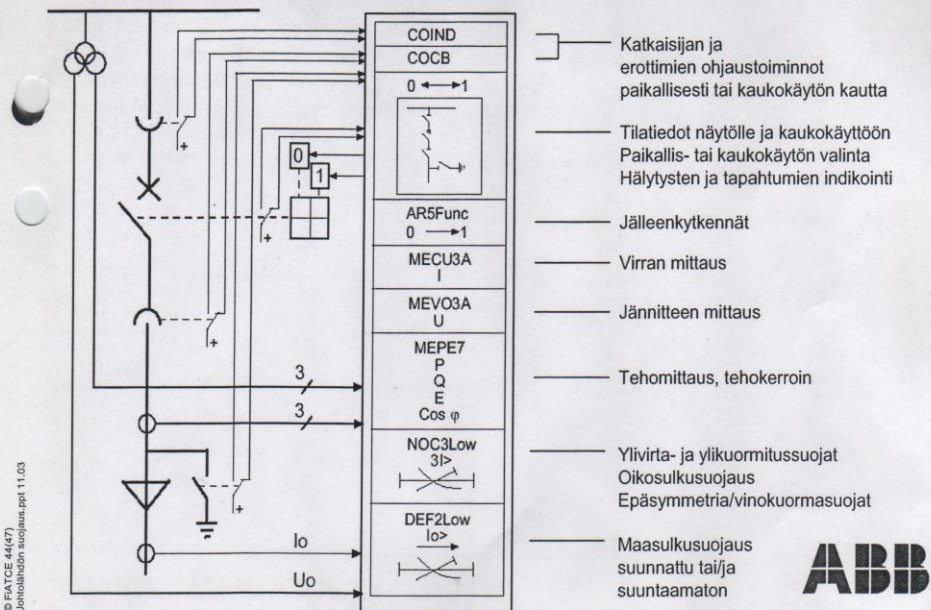 COIND
COCB
0 1
0
1
+
+
+
+
AR5Func
0 1
MECU3A
I
MEVO3A
U
MEPE7
P
Q
E
Cos φ
3
3
NOC3Low
3I>
DEF2Low
Io>
Io
Uo
Katkaisijan ja
erottimien ohjaustoiminnot
paikallisesti tai kaukokäytön kautta
Tilatiedot näytölle ja kaukokäyttöön
Paikallis- tai kaukokäytön valinta
Hälytysten ja tapahtumien indikointi
Jälleenkytkennät
Virran mittaus
Jännitteen mittaus
Tehomittaus, tehokerroin
Ylivirta- ja ylikuormitussuojat
Oikosulkusuojaus
Epäsymmetria/vinokuormasuojat
Maasulkusuojaus
suunnattu tai/ja
suuntaamaton
ABB
© FIATCE 44(47)
Johtolähdön suojaus.ppt 11.03